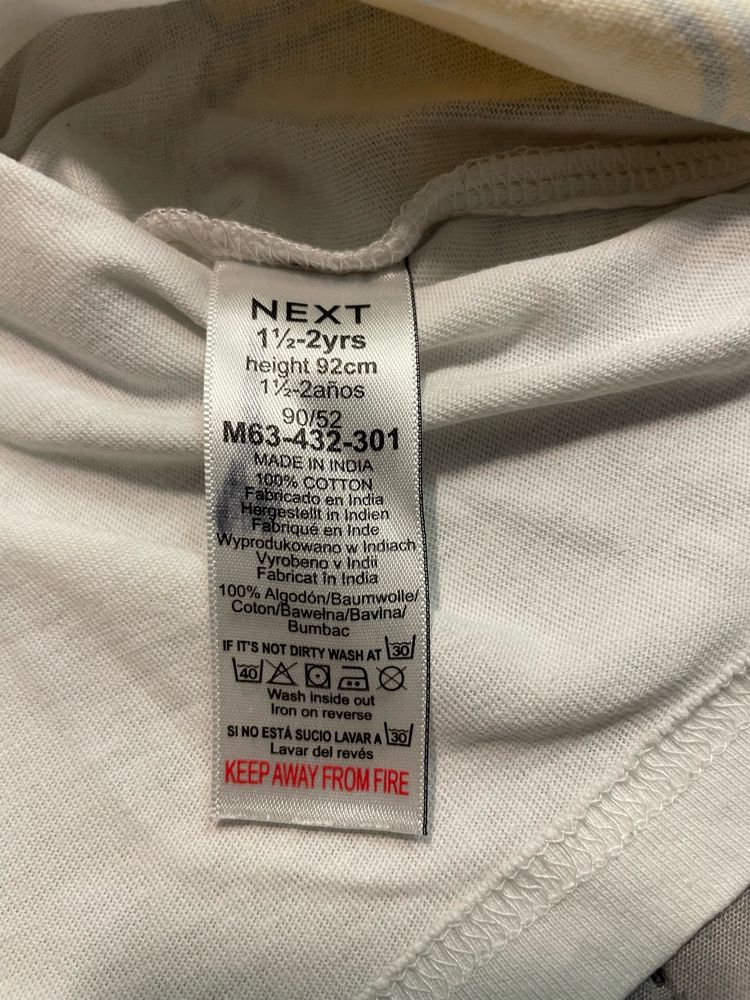 NEXT
1½-2yrs
height 92cm
1½-2años
90/52
M63-432-301
MADE IN INDIA
100% COTTON
Fabricado en India
Hergestellt in Indien
Fabriqué en Inde
Wyprodukowano w Indiach
Vyrobeno v Indii
Fabricat în India
100% Algodón/Baumwolle/
Coton/Bawełna/Bavlna/
Bumbac
IF IT'S NOT DIRTY WASH AT 30
40
Wash inside out
Iron on reverse
SI NO ESTÁ SUCIO LAVAR A 30
Lavar del revés
KEEP AWAY FROM FIRE